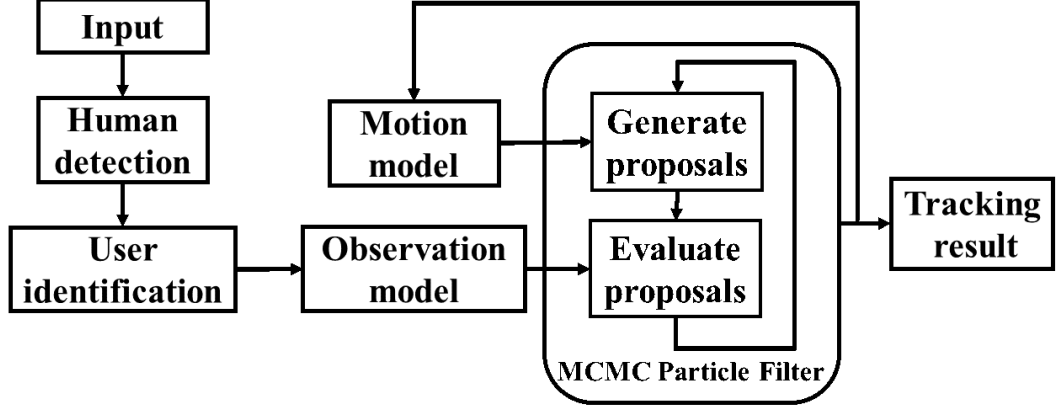 Input
Human
detection
User
identification
Motion
model
Observation
model
Generate
proposals
Evaluate
proposals
MCMC Particle Filter
Tracking
result